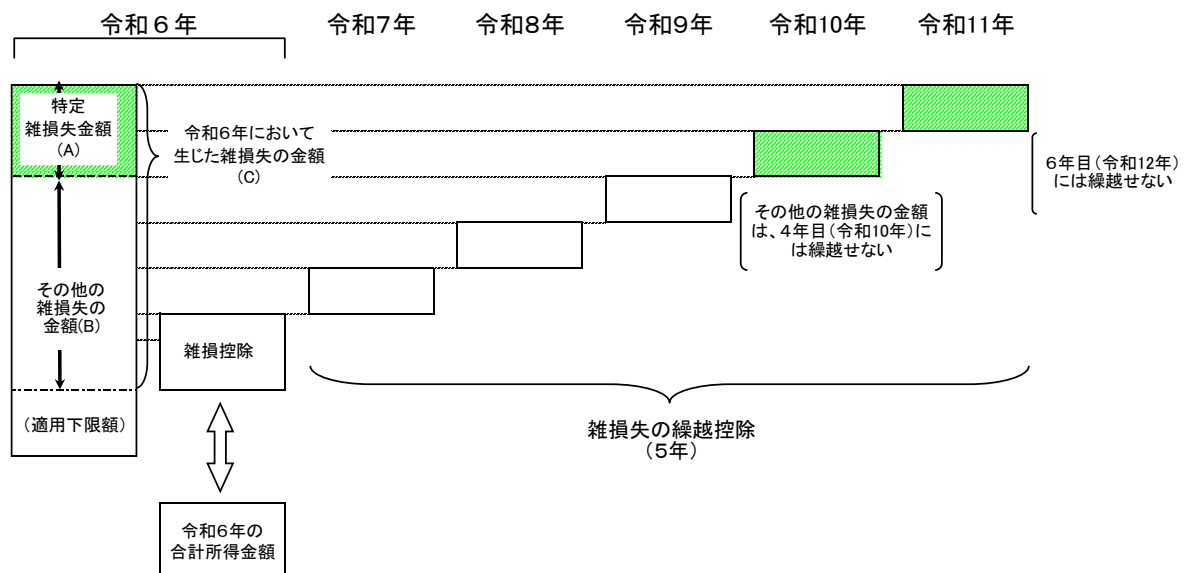 令和６年
令和7年
令和8年
令和9年
令和10年
令和11年
特定
雑損失金額
(A)
令和6年において
生じた雑損失の金額
(C)
６年目（令和12年）
には繰越せない
その他の雑損失の金額
は、４年目（令和10年）に
は繰越せない
その他の
雑損失の
金額(B)
雑損控除
（適用下限額）
雑損失の繰越控除
（５年）
令和６年の
合計所得金額